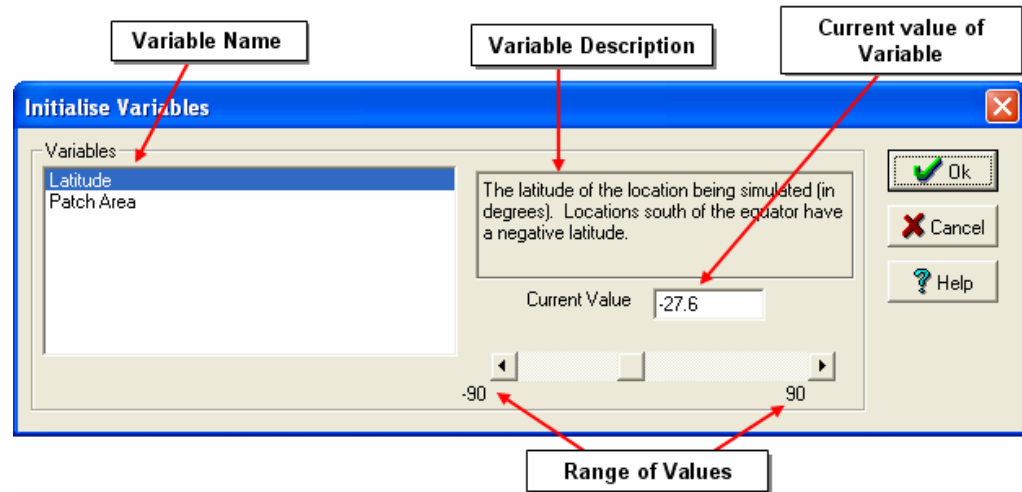 Variable Name
Variable Description
Current value of
Variable
Initialise Variables
Variables
Latitude
Patch Area
The latitude of the location being simulated (in
degrees). Locations south of the equator have
a negative latitude.
Current Value
-27.6
-90
90
Ok
Cancel
Help
Range of Values